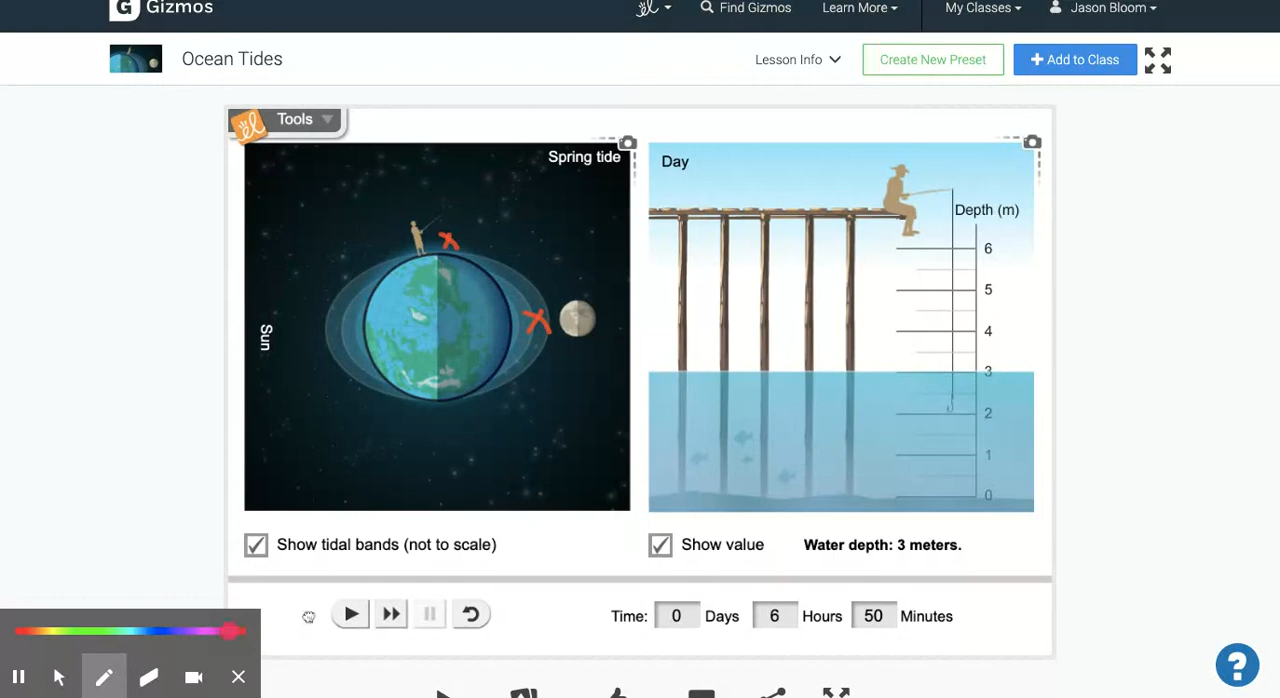 G Gizmos
Find Gizmos
Learn More
My Classes
Jason Bloom
Ocean Tides
Lesson Info
Create New Preset
+ Add to Class
Tools
Spring tide
Sun
Day
Depth (m)
6
5
4
3
2
1
0
Show tidal bands (not to scale)
Show value
Water depth: 3 meters.
Time: 0 Days 6 Hours 50 Minutes
?